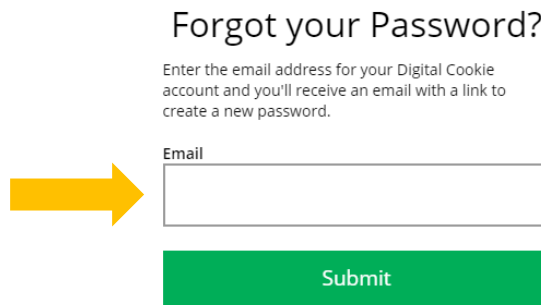 Forgot your Password?
Enter the email address for your Digital Cookie
account and you'll receive an email with a link to
create a new password.
Email
Submit